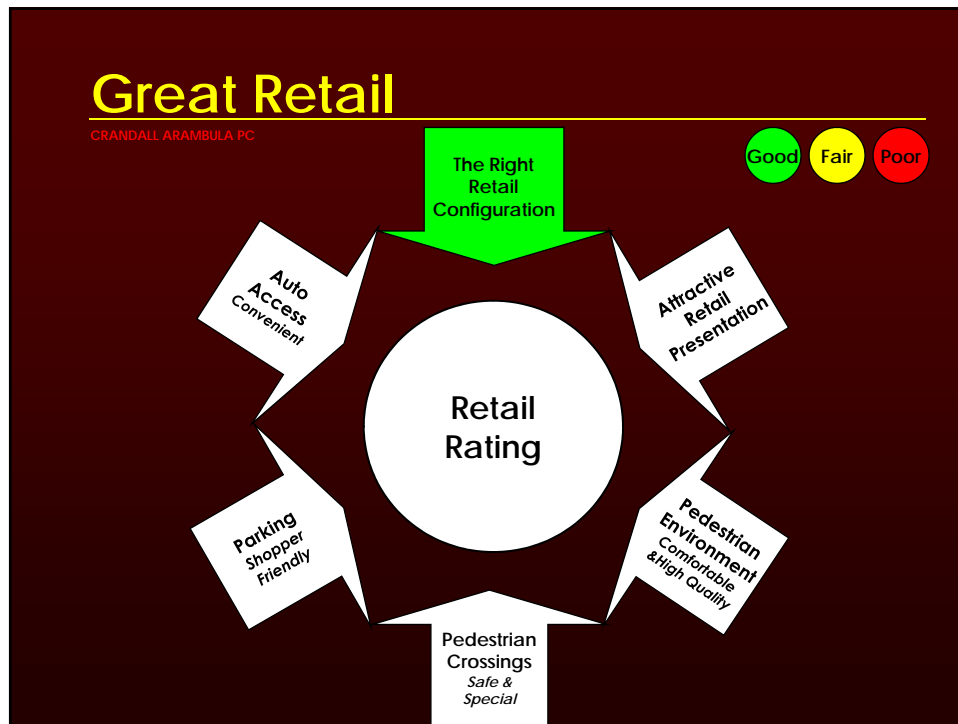 Great Retail
CRANDALL ARAMBULA PC
Good
Fair
Poor
The Right
Retail
Configuration
Auto
Access
Convenient
Attractive
Retail
Presentation
Retail
Rating
Parking
Shopper
Friendly
Pedestrian
Environment
Comfortable
&High Quality
Pedestrian
Crossings
Safe &
Special